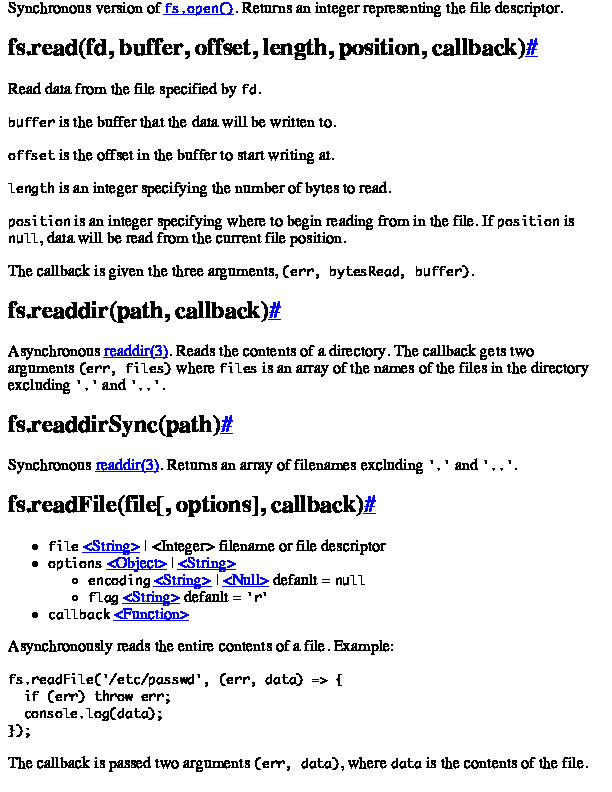 Synchronous version of fs.open(). Returns an integer representing the file descriptor.
fs.read(fd, buffer, offset, length, position, callback)#
Read data from the file specified by fd.
buffer is the buffer that the data will be written to.
offset is the offset in the buffer to start writing at.
length is an integer specifying the number of bytes to read.
position is an integer specifying where to begin reading from in the file. If position is
null, data will be read from the current file position.
The callback is given the three arguments, (err, bytesRead, buffer).
fs.readdir(path, callback)#
Asynchronous readdir(3). Reads the contents of a directory. The callback gets two
arguments (err, files) where files is an array of the names of the files in the directory
excluding '.' and '..'.
fs.readdirSync(path)#
Synchronous readdir(3). Returns an array of filenames excluding '.' and '..'.
fs.readFile(file[, options], callback)#
• file <String> | <Integer> filename or file descriptor
• options <Object> | <String>
◦ encoding <String> | <Null> default = null
◦ flag <String> default = 'r'
• callback <Function>
Asynchronously reads the entire contents of a file. Example:
fs.readFile('/etc/passwd', (err, data) => {
  if (err) throw err;
  console.log(data);
});
The callback is passed two arguments (err, data), where data is the contents of the file.